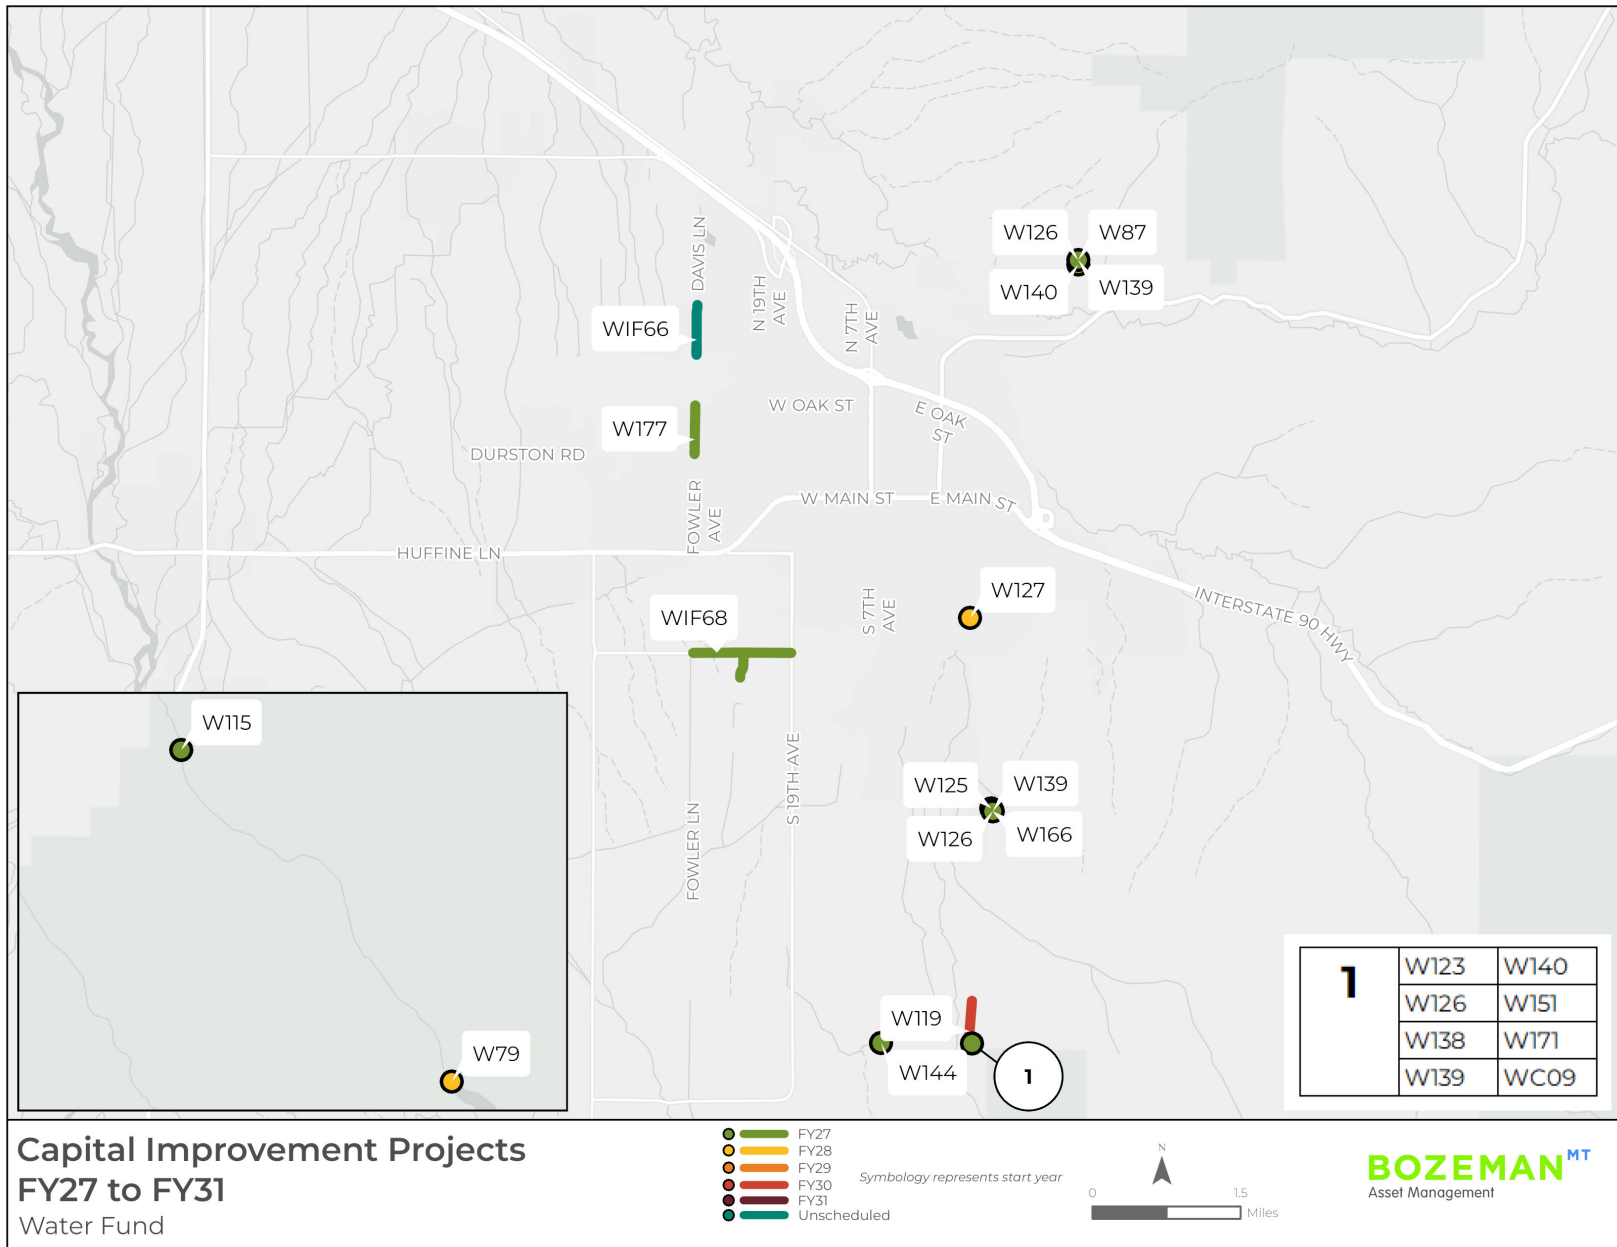 DAVIS LN
N 19TH
AVE
N 7TH
AVE
W126
W87
W140
W139
WIF66
W177
W OAK ST
E OAK
ST
DURSTON RD
FOWLER
AVE
W MAIN ST
E MAIN ST
HUFFINE LN
WIF68
S 7TH
AVE
W127
INTERSTATE 90 HWY
W115
S 19TH AVE
FOWLER LN
W125
W139
W126
W166
W79
W119
W144
1
1
W123 W140
W126 W151
W138 W171
W139 WC09
Capital Improvement Projects
FY27 to FY31
Water Fund
FY27
FY28
FY29
FY30
FY31
Unscheduled
Symbology represents start year
N
0 1.5
Miles
BOZEMAN MT
Asset Management